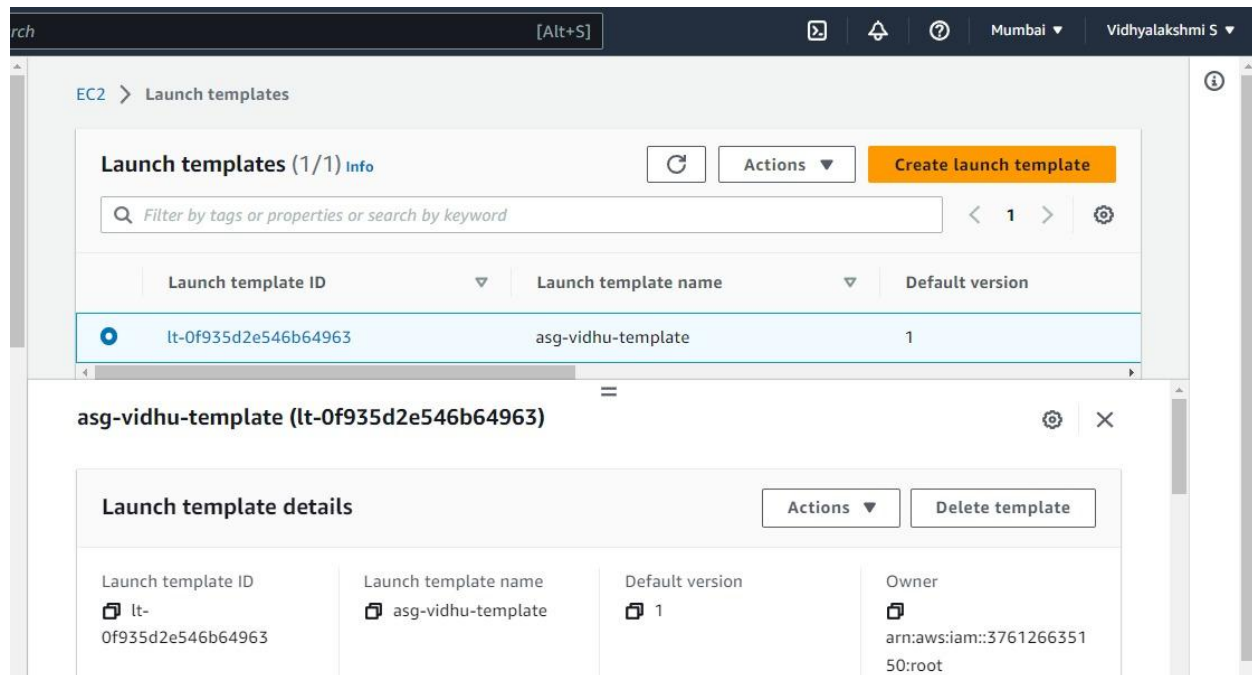 rch [Alt+S] Mumbai Vidhyalakshmi S
EC2 > Launch templates
Launch templates (1/1) Info Actions Create launch template
Filter by tags or properties or search by keyword 1
Launch template ID Launch template name Default version
lt-0f935d2e546b64963 asg-vidhu-template 1
asg-vidhu-template (lt-0f935d2e546b64963)
Launch template details Actions Delete template
Launch template ID Launch template name Default version Owner
lt- asg-vidhu-template 1
0f935d2e546b64963 arn:aws:iam::3761266351
50:root